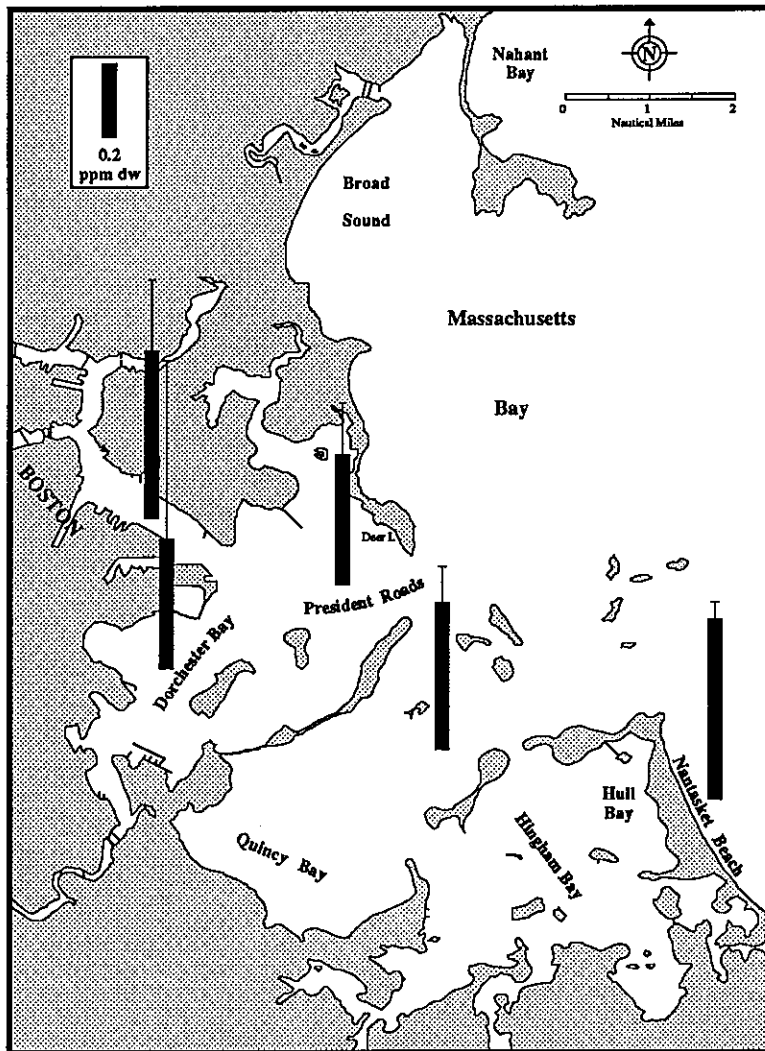 Nahant
Bay
N
0 1 2
Nautical Miles
0.2
ppm dw
Broad
Sound
Massachusetts
Bay
BOSTON
Deer I.
President Roads
Dorchester Bay
Nantasket Beach
Hull
Bay
Hingham Bay
Quincy Bay